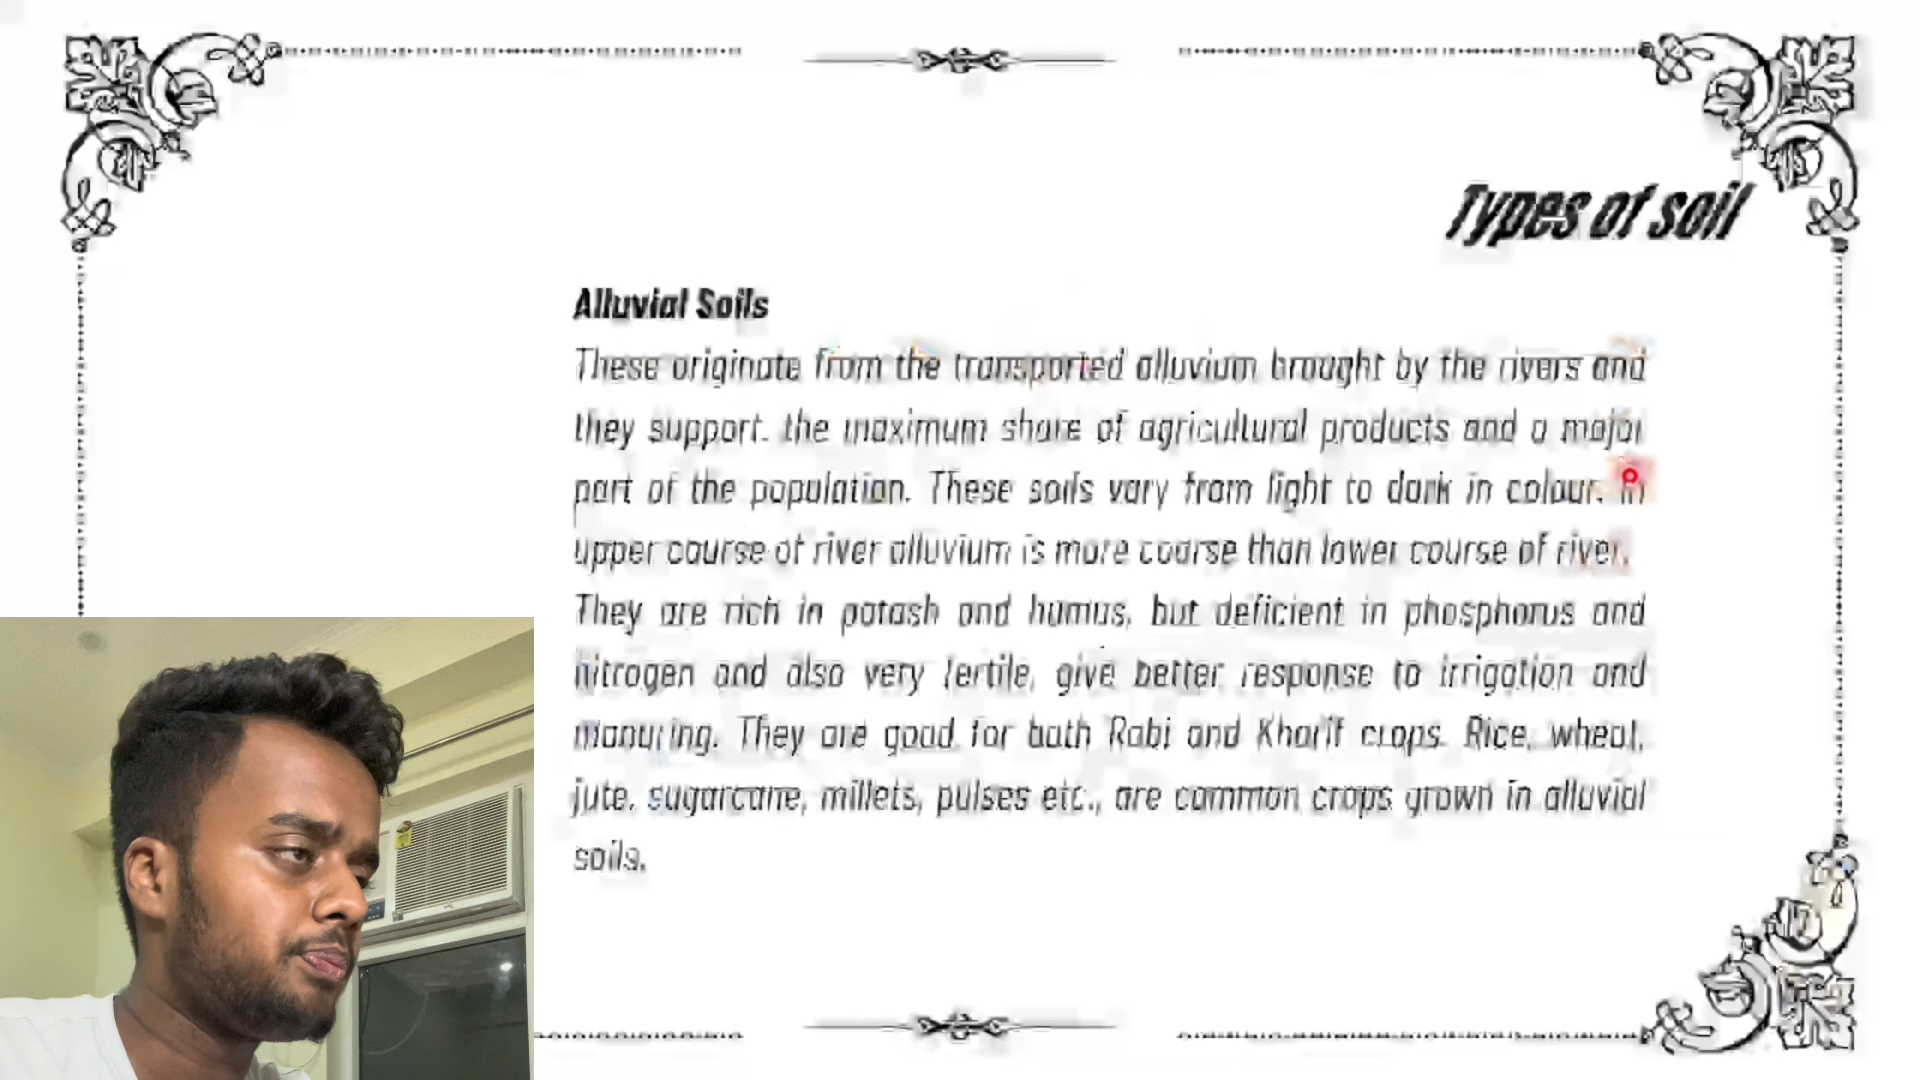 Types of soil
Alluvial Soils
These originate from the transported alluvium brought by the rivers and
they support. the maximum share of agricultural products and a major
part of the population. These soils vary from light to dark in colour. In
upper course of river alluvium is more coarse than lower course of river.
They are rich in potash and humus, but deficient in phosphorus and
nitrogen and also very fertile, give better response to irrigation and
manuring. They are good for both Rabi and Kharif crops. Rice, wheat,
jute, sugarcane, millets, pulses etc., are common crops grown in alluvial
soils.